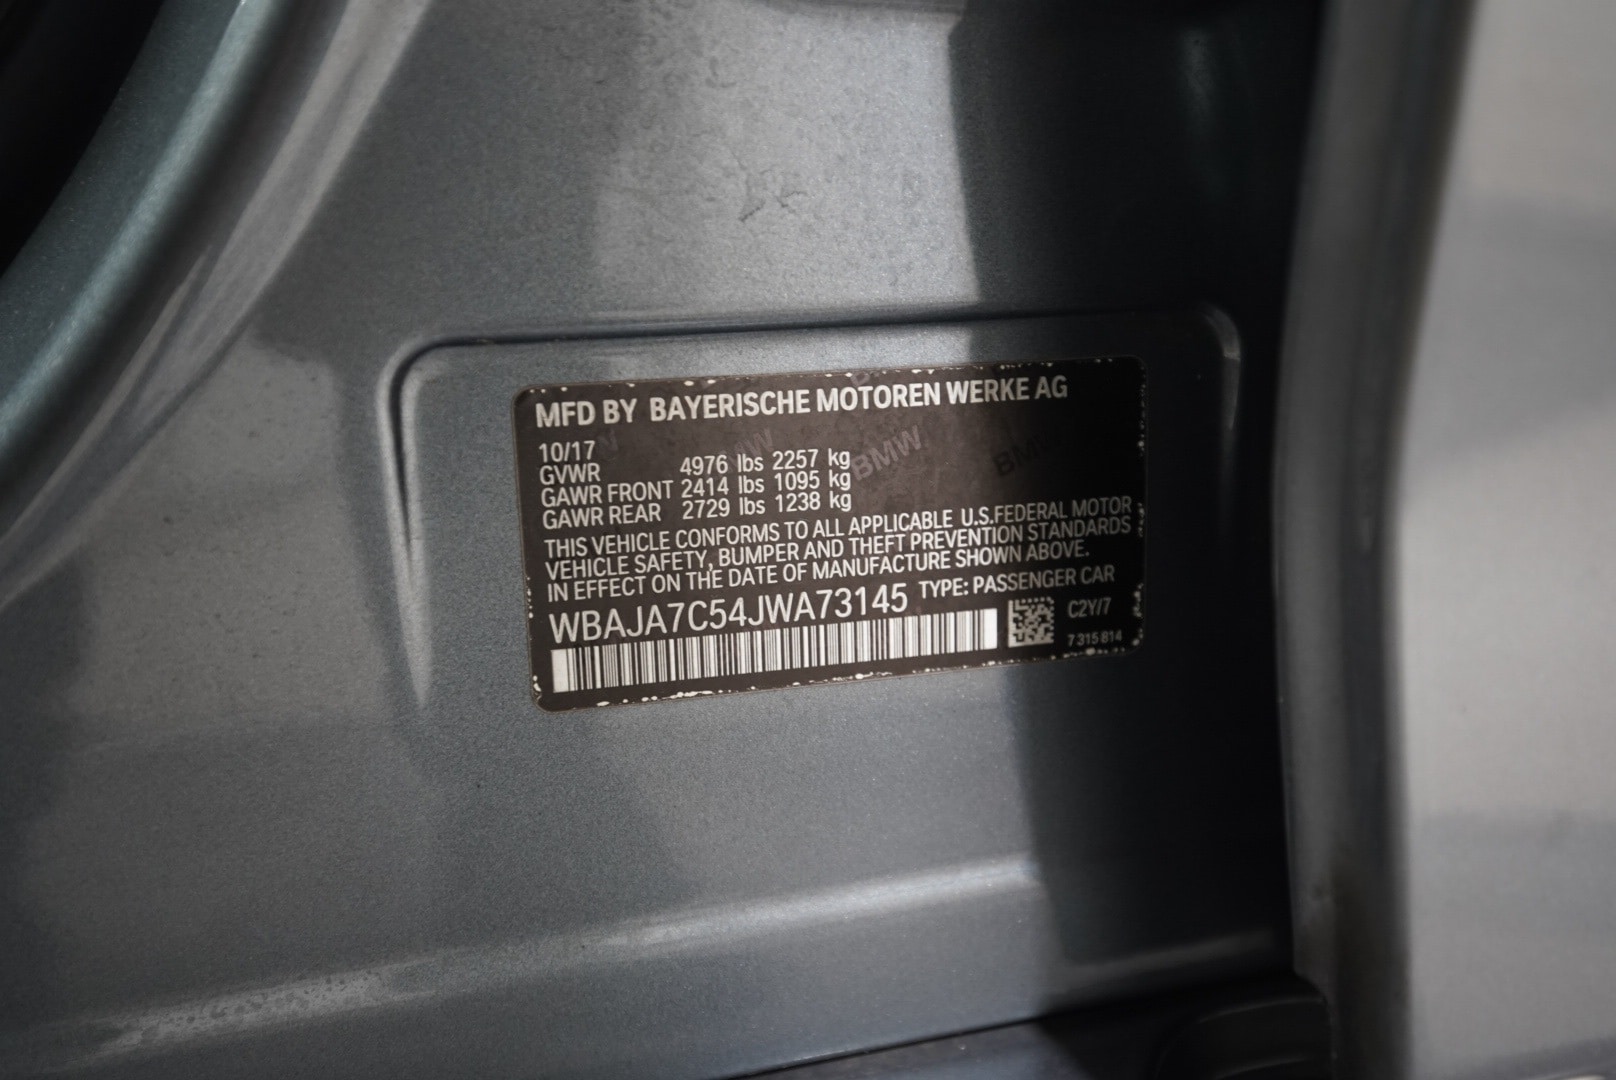 MFD BY BAYERISCHE MOTOREN WERKE AG
10/17
GVWR 4976 lbs 2257 kg
GAWR FRONT 2414 lbs 1095 kg
GAWR REAR 2729 lbs 1238 kg
THIS VEHICLE CONFORMS TO ALL APPLICABLE U.S.FEDERAL MOTOR
VEHICLE SAFETY, BUMPER AND THEFT PREVENTION STANDARDS
IN EFFECT ON THE DATE OF MANUFACTURE SHOWN ABOVE.
WBAJA7C54JWA73145 TYPE: PASSENGER CAR
C2Y/7
7 315 814
BMW
BMW
BMW